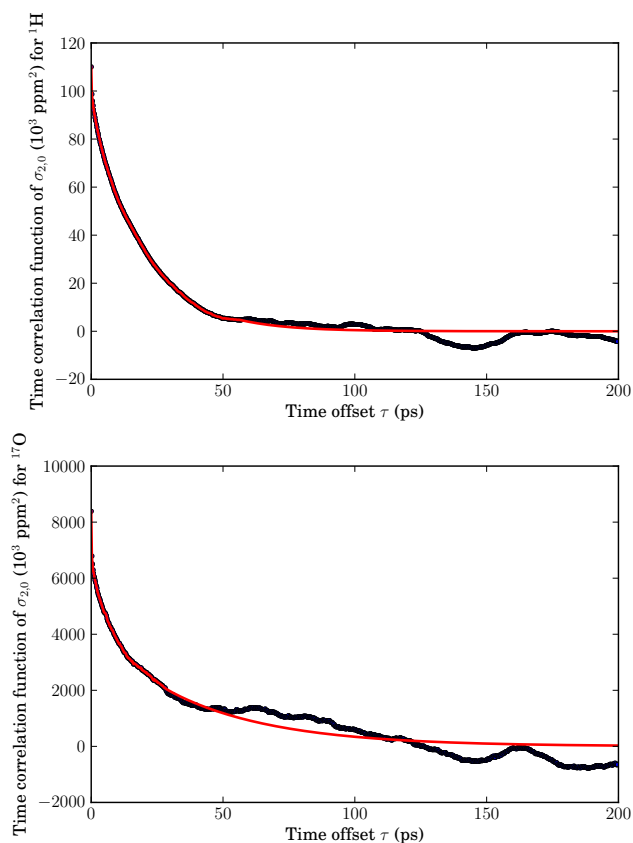 Time correlation function of σ₂,₀ (10³ ppm²) for ¹H
120
100
80
60
40
20
0
−20
0 50 100 150 200
Time offset τ (ps)
Time correlation function of σ₂,₀ (10³ ppm²) for ¹⁷O
10000
8000
6000
4000
2000
0
−2000
0 50 100 150 200
Time offset τ (ps)